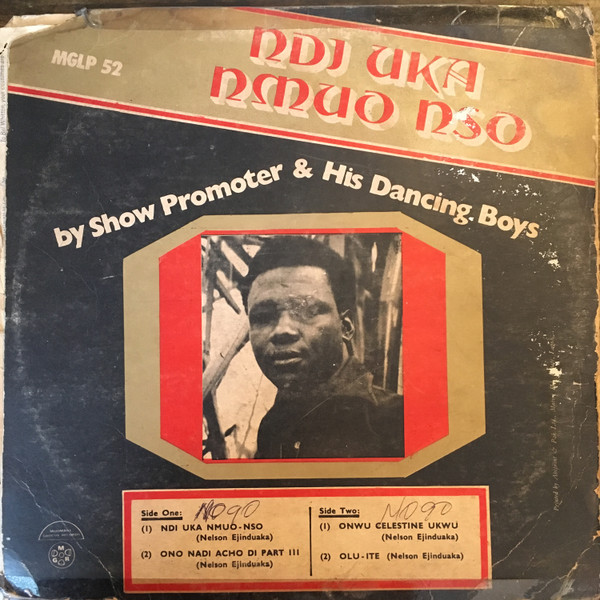 MGLP 52
NDI UKA
NMUO NSO
by Show Promoter & His Dancing Boys
Side One: MOGO
(1) NDI UKA NMUO-NSO
(Nelson Ejinduaka)
(2) ONO NADI ACHO DI PART III
(Nelson Ejinduaka)
Side Two: MOGO
(1) ONWU CELESTINE UKWU
(Nelson Ejinduaka)
(2) OLU-ITE (Nelson Ejinduaka)